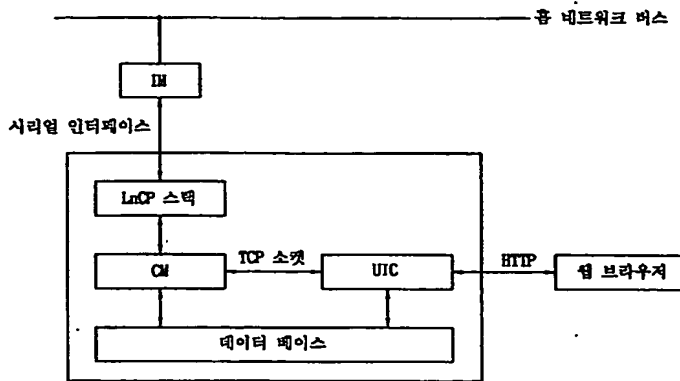 홈 네트워크 버스
IM
시리얼 인터페이스
LnCP 스택
CM
TCP 소켓
UIC
HTTP
웹 브라우저
데이터 베이스